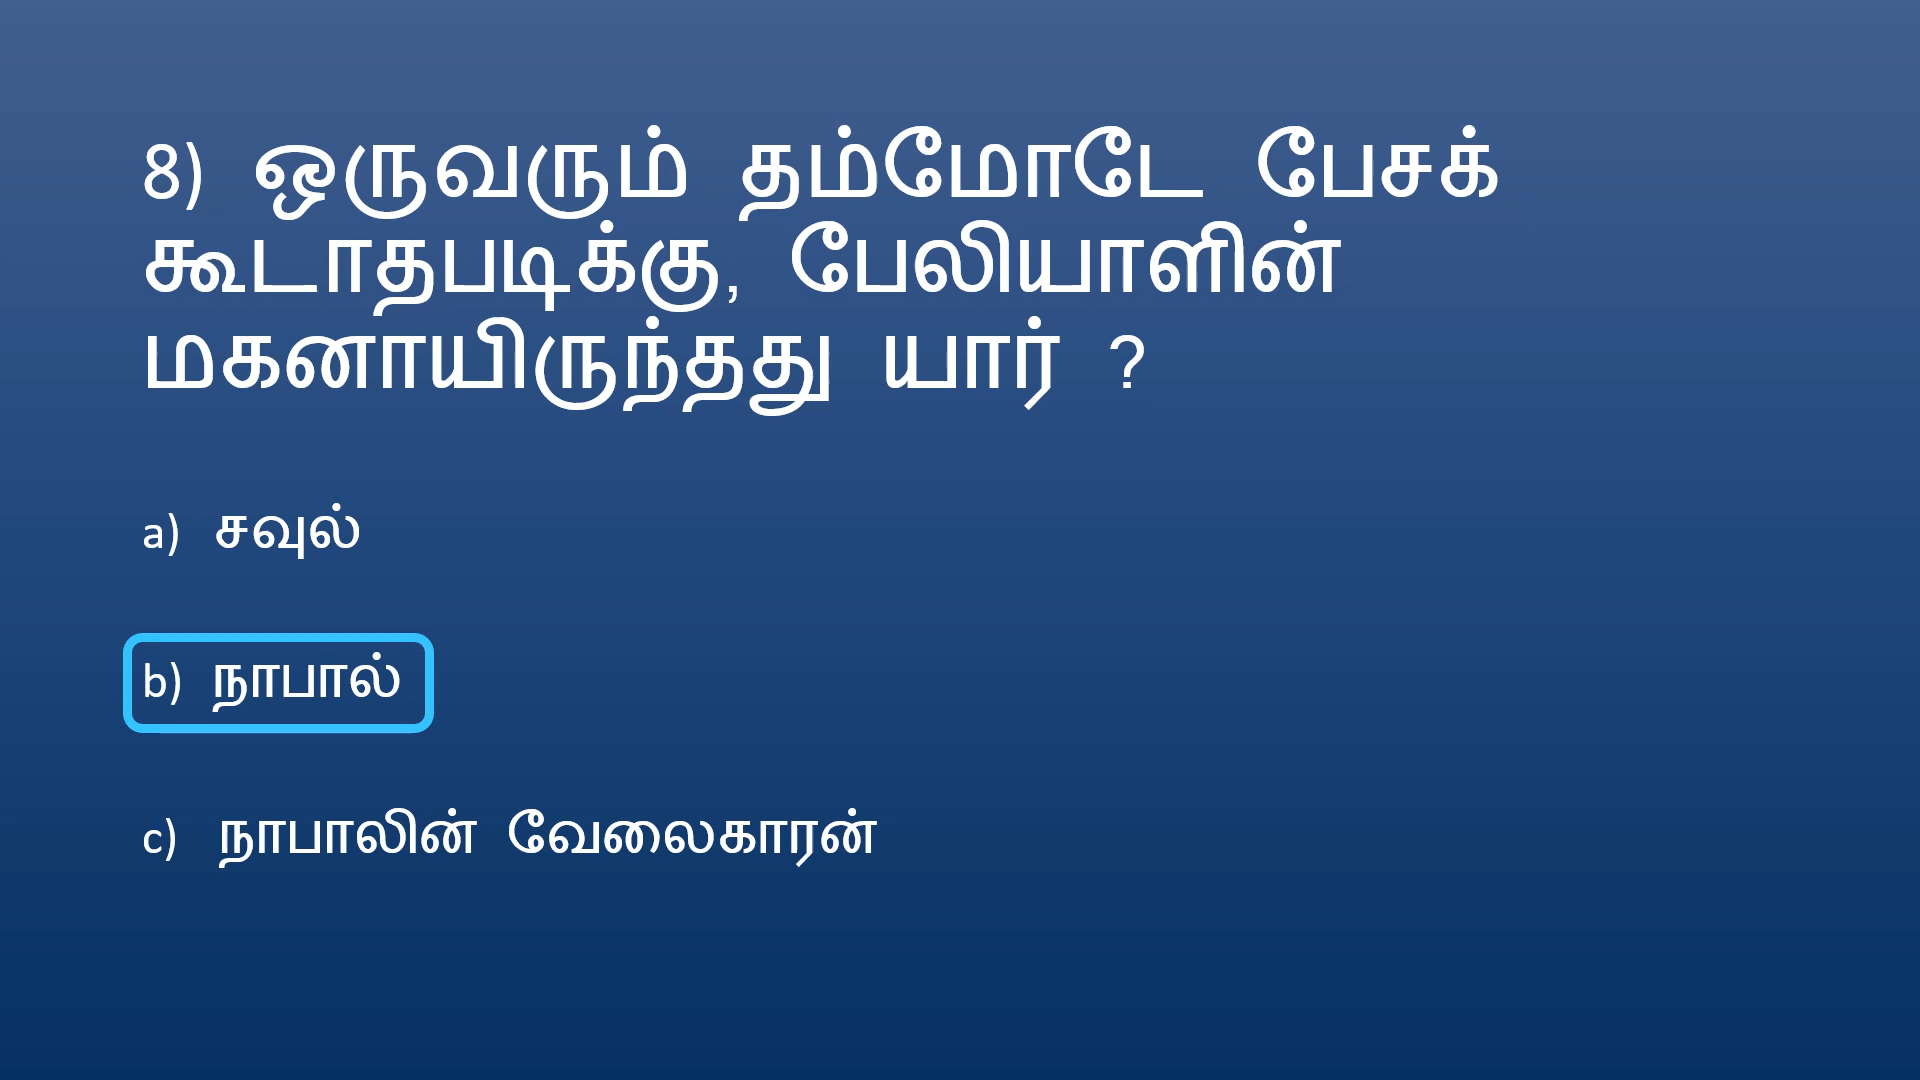 8) ஒருவரும் தம்மோடே பேசக்
கூடாதபடிக்கு, பேலியாளின்
மகனாயிருந்தது யார் ?
a) சவுல்
b) நாபால்
c) நாபாலின் வேலைகாரன்